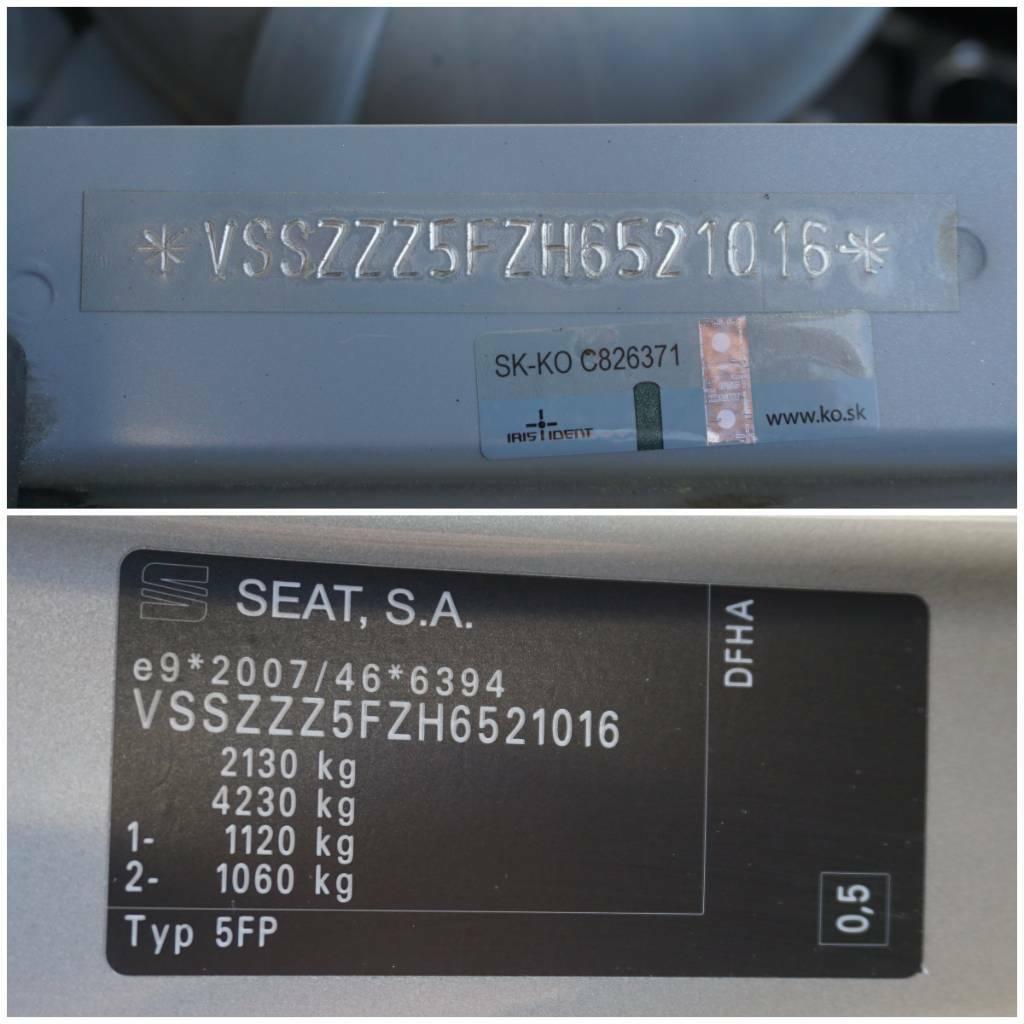 *VSSZZZ5FZH6521016*
SK-KO C826371
IRIS IDENT
www.ko.sk
SEAT, S.A.
e9*2007/46*6394
VSSZZZ5FZH6521016
2130 kg
4230 kg
1- 1120 kg
2- 1060 kg
Typ 5FP
DFHA
0,5